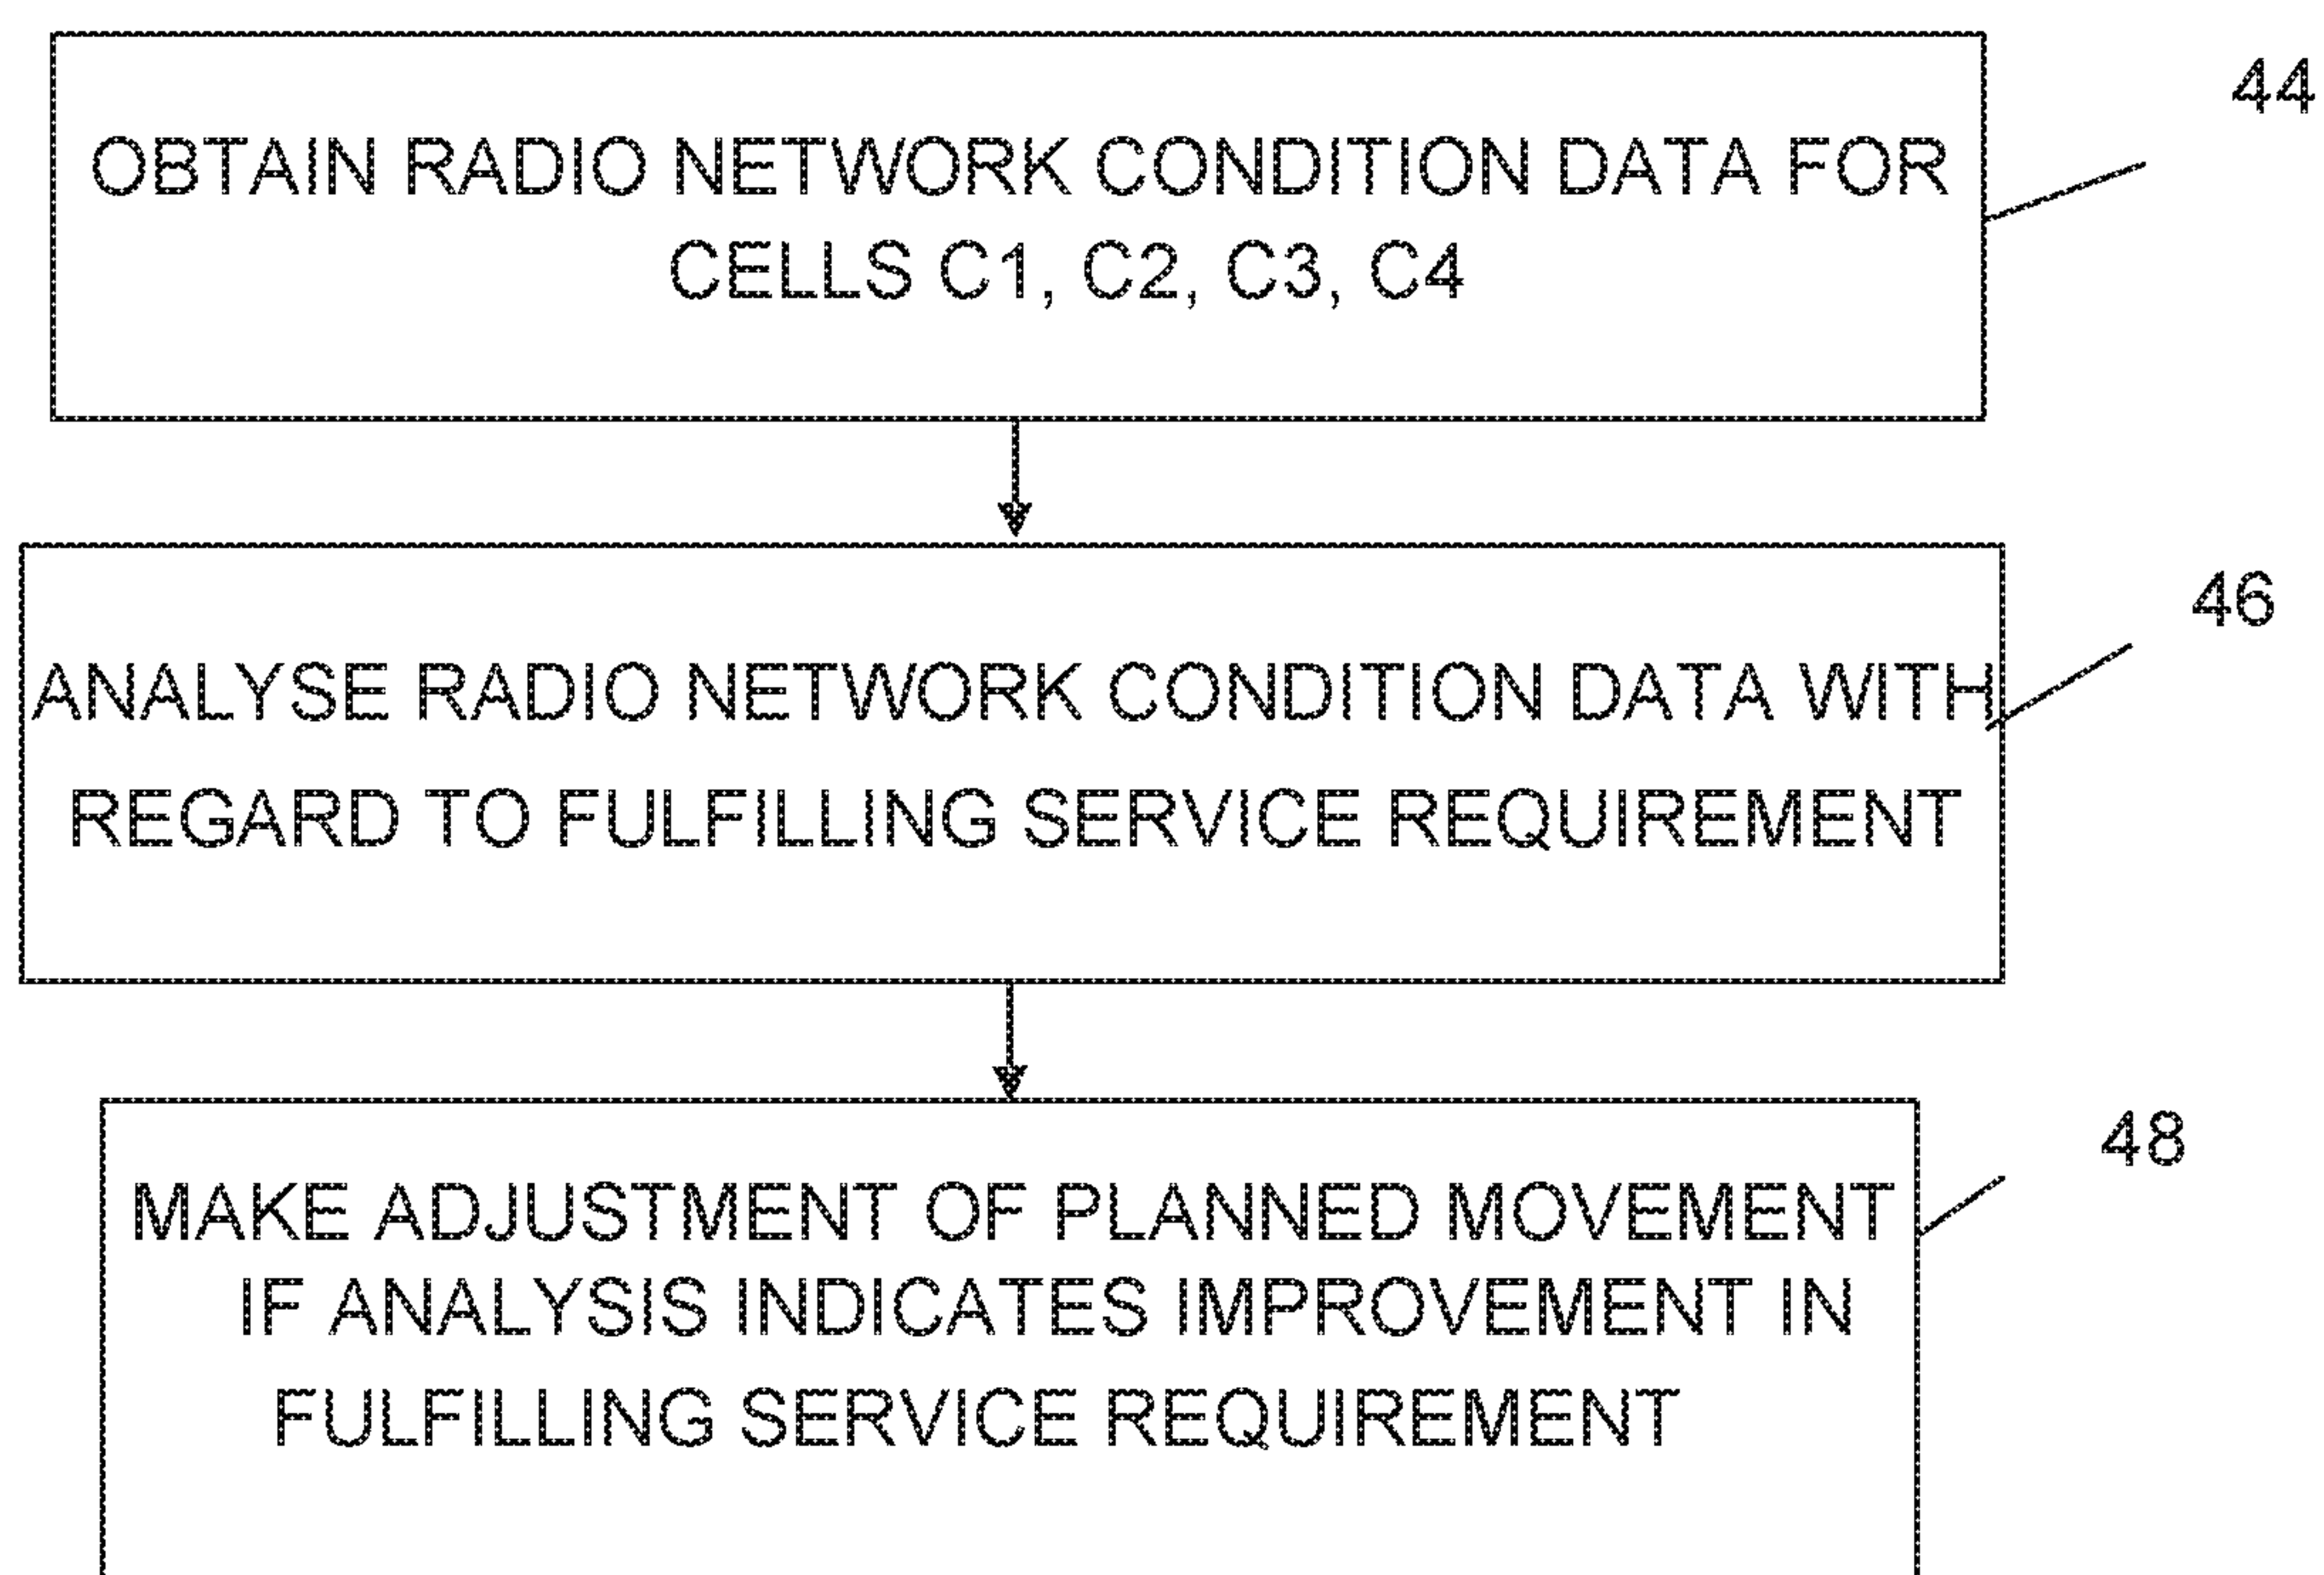 44
OBTAIN RADIO NETWORK CONDITION DATA FOR
CELLS C1, C2, C3, C4
46
ANALYSE RADIO NETWORK CONDITION DATA WITH
REGARD TO FULFILLING SERVICE REQUIREMENT
48
MAKE ADJUSTMENT OF PLANNED MOVEMENT
IF ANALYSIS INDICATES IMPROVEMENT IN
FULFILLING SERVICE REQUIREMENT